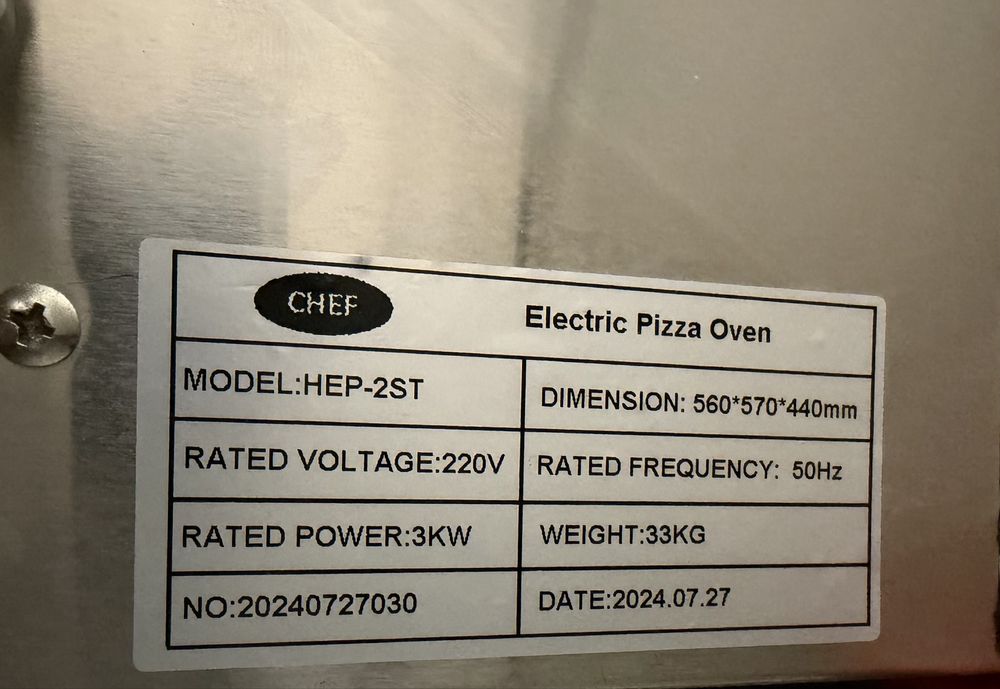 CHEF
Electric Pizza Oven
MODEL:HEP-2ST
DIMENSION: 560*570*440mm
RATED VOLTAGE:220V
RATED FREQUENCY: 50Hz
RATED POWER:3KW
WEIGHT:33KG
NO:20240727030
DATE:2024.07.27